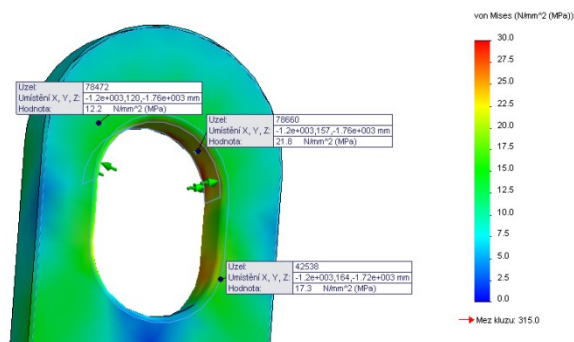 von Mises (N/mm^2 (MPa))
30.0
27.5
25.0
22.5
20.0
17.5
15.0
12.5
10.0
7.5
5.0
2.5
0.0
Mez kluzu: 315.0
Uzel: 78472
Umístění X, Y, Z: -1.2e+003,120,-1.76e+003 mm
Hodnota: 12.2 N/mm^2 (MPa)
Uzel: 78660
Umístění X, Y, Z: -1.2e+003,157,-1.76e+003 mm
Hodnota: 21.8 N/mm^2 (MPa)
Uzel: 42538
Umístění X, Y, Z: -1.2e+003,164,-1.72e+003 mm
Hodnota: 17.3 N/mm^2 (MPa)